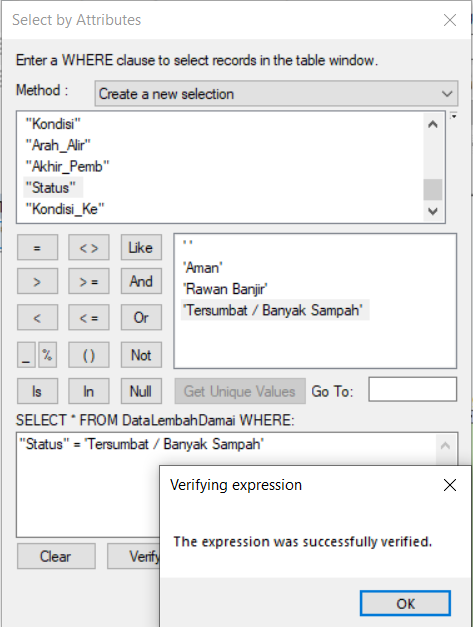 Select by Attributes
Enter a WHERE clause to select records in the table window.
Method : Create a new selection
"Kondisi"
"Arah_Alir"
"Akhir_Pemb"
"Status"
"Kondisi_Ke"
= < > Like
> > = And
< < = Or
_ % ( ) Not
Is In Null
' '
'Aman'
'Rawan Banjir'
'Tersumbat / Banyak Sampah'
Get Unique Values Go To:
SELECT * FROM DataLembahDamai WHERE:
"Status" = 'Tersumbat / Banyak Sampah'
Clear Verify
Verifying expression
The expression was successfully verified.
OK